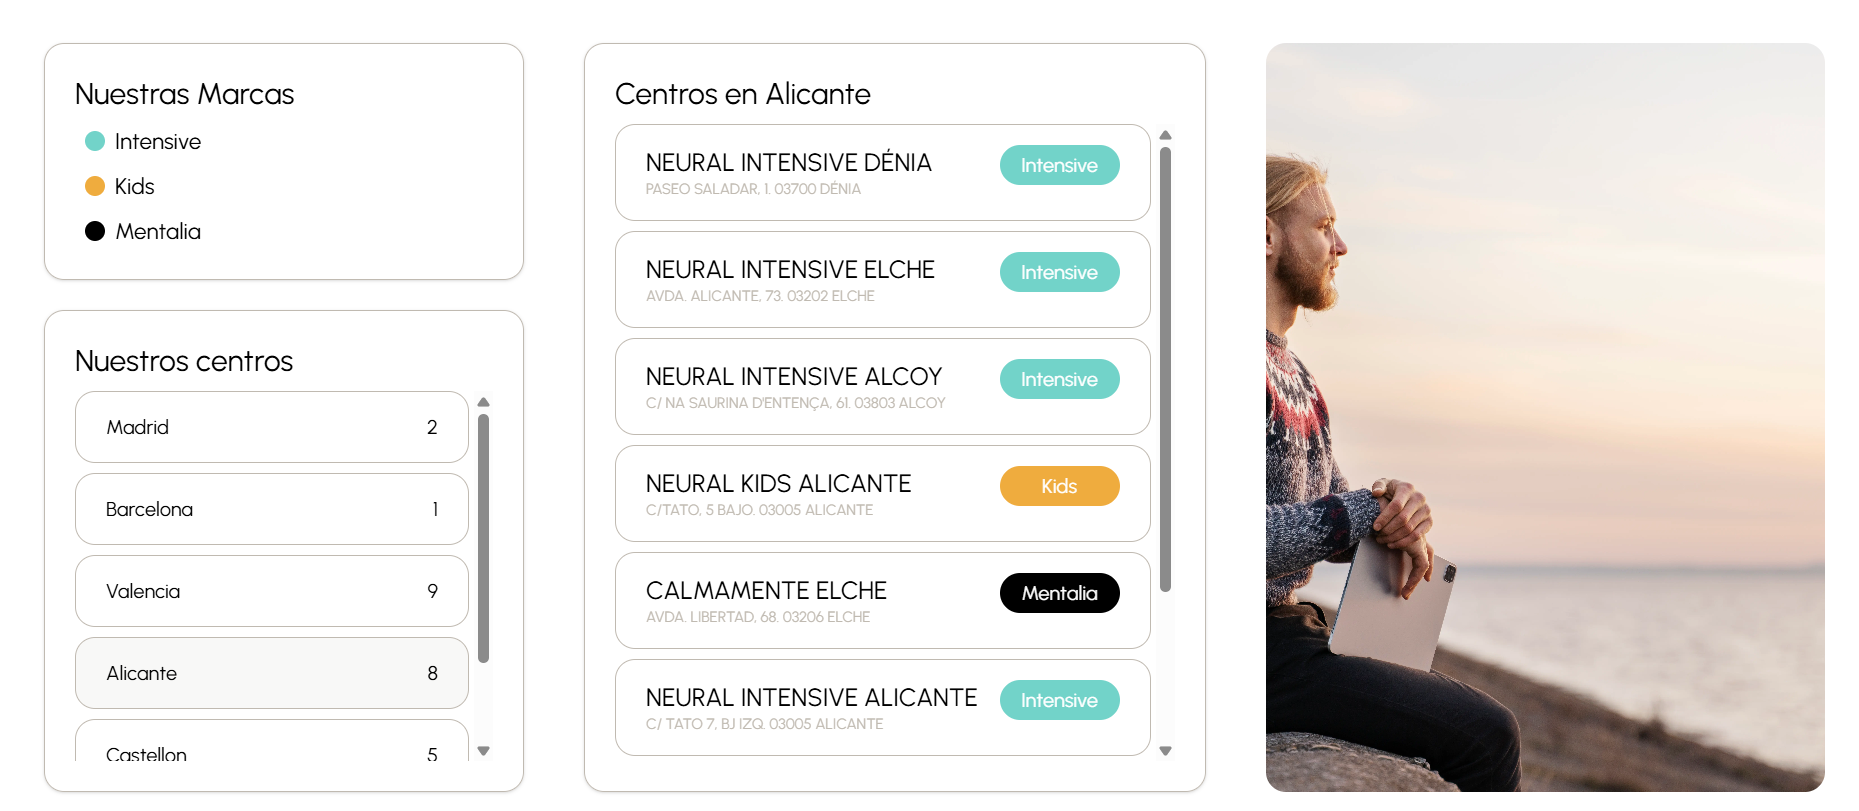 Nuestras Marcas
Intensive
Kids
Mentalia
Nuestros centros
Madrid 2
Barcelona 1
Valencia 9
Alicante 8
Castellon 5
Centros en Alicante
NEURAL INTENSIVE DÉNIA Intensive
PASEO SALADAR, 1. 03700 DÉNIA
NEURAL INTENSIVE ELCHE Intensive
AVDA. ALICANTE, 73. 03202 ELCHE
NEURAL INTENSIVE ALCOY Intensive
C/ NA SAURINA D'ENTENÇA, 61. 03803 ALCOY
NEURAL KIDS ALICANTE Kids
C/TATO, 5 BAJO. 03005 ALICANTE
CALMAMENTE ELCHE Mentalia
AVDA. LIBERTAD, 68. 03206 ELCHE
NEURAL INTENSIVE ALICANTE Intensive
C/ TATO 7, BJ IZQ. 03005 ALICANTE